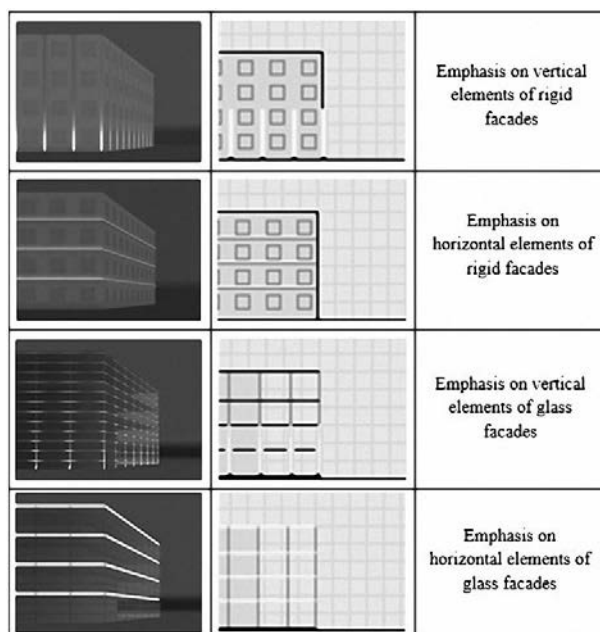 Emphasis on vertical
elements of rigid
facades
Emphasis on
horizontal elements of
rigid facades
Emphasis on vertical
elements of glass
facades
Emphasis on
horizontal elements of
glass facades